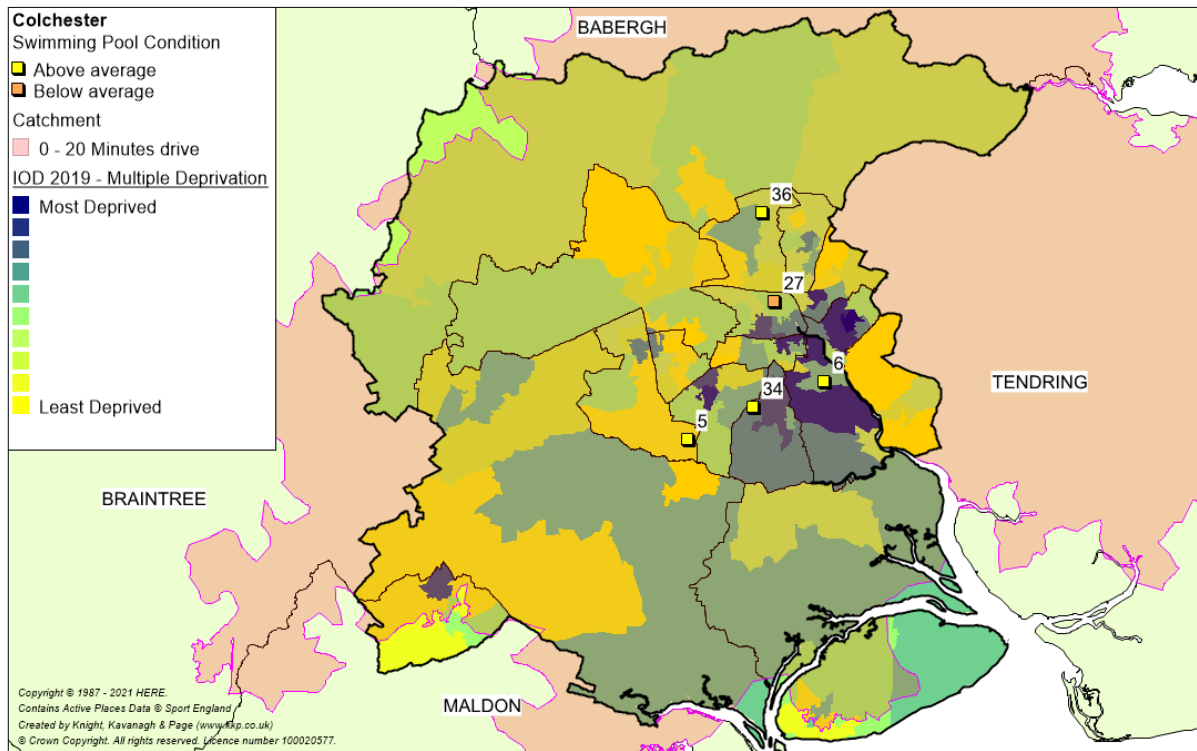 Colchester
Swimming Pool Condition
Above average
Below average
Catchment
0 - 20 Minutes drive
IOD 2019 - Multiple Deprivation
Most Deprived
Least Deprived
BABERGH
36
27
6
34
5
TENDRING
BRAINTREE
MALDON
Copyright © 1987 - 2021 HERE.
Contains Active Places Data © Sport England
Created by Knight, Kavanagh & Page (www.kkp.co.uk)
© Crown Copyright. All rights reserved. Licence number 100020577.